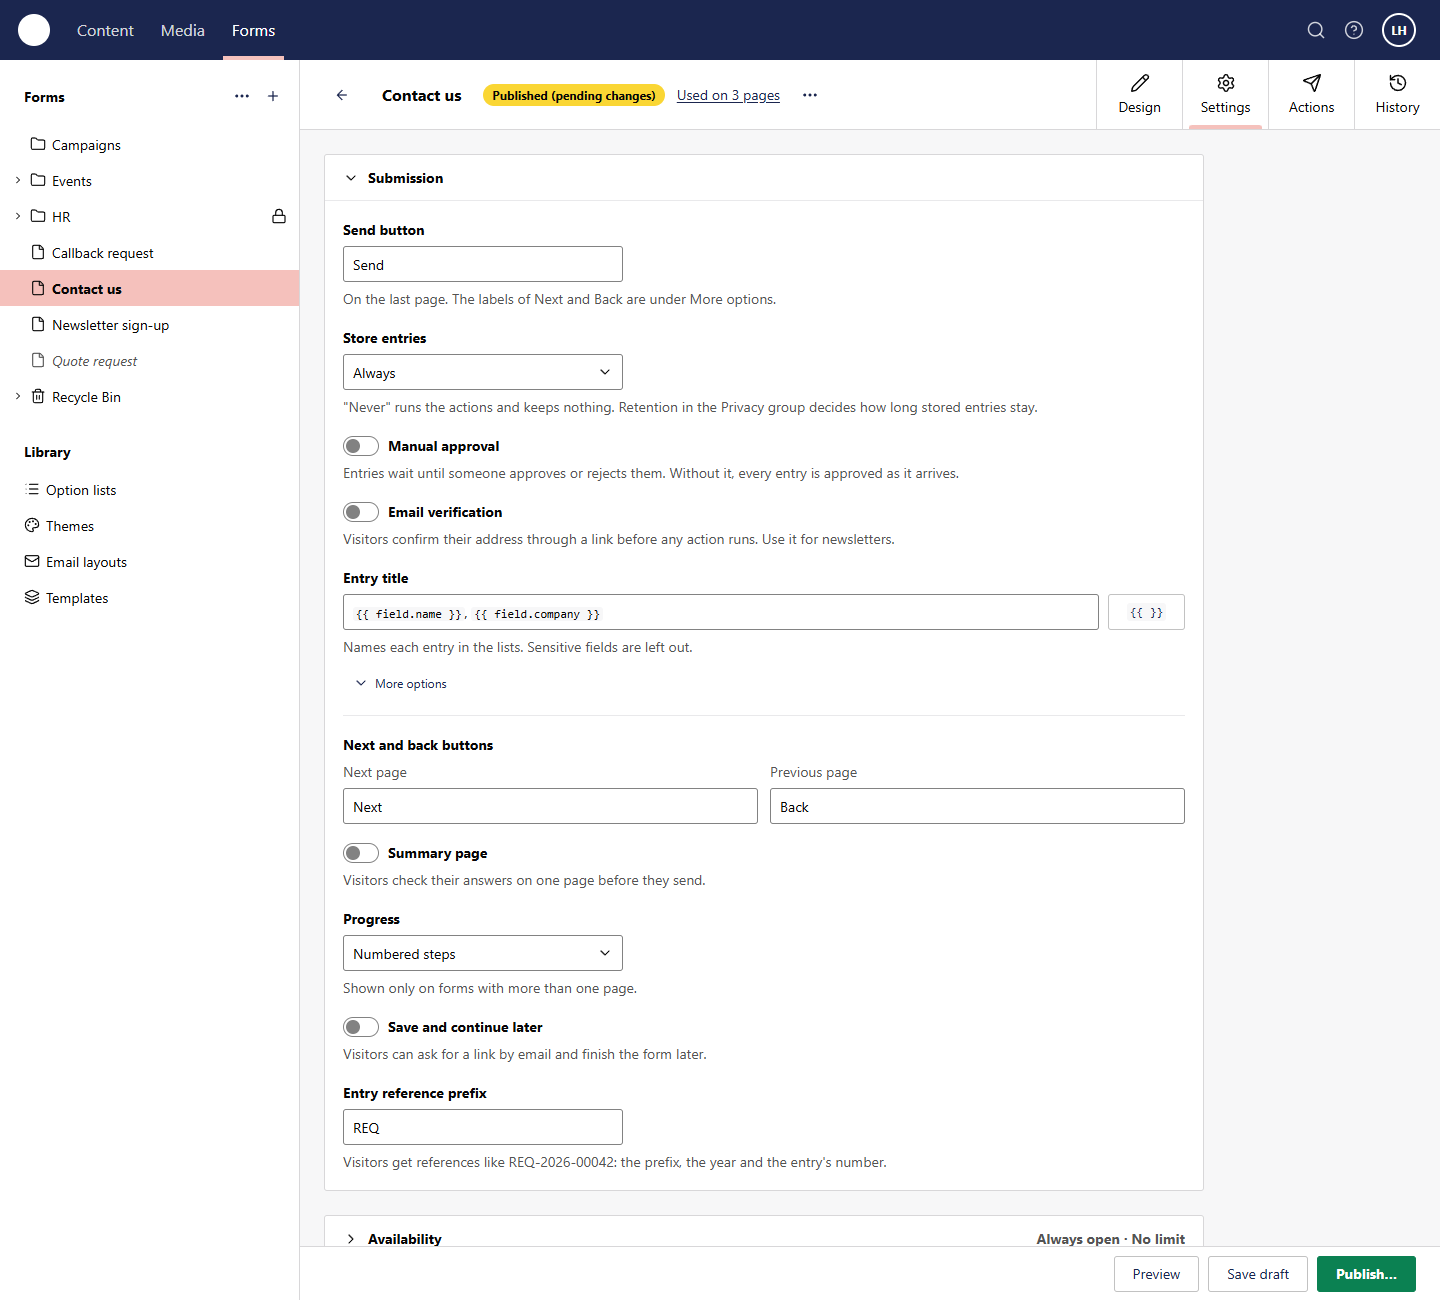 Content Media Forms
LH
Forms
Campaigns
Events
HR
Callback request
Contact us
Newsletter sign-up
Quote request
Recycle Bin
Library
Option lists
Themes
Email layouts
Templates
Contact us Published (pending changes) Used on 3 pages
Design Settings Actions History
Submission
Send button
Send
On the last page. The labels of Next and Back are under More options.
Store entries
Always
"Never" runs the actions and keeps nothing. Retention in the Privacy group decides how long stored entries stay.
Manual approval
Entries wait until someone approves or rejects them. Without it, every entry is approved as it arrives.
Email verification
Visitors confirm their address through a link before any action runs. Use it for newsletters.
Entry title
{{ field.name }}, {{ field.company }} {{ }}
Names each entry in the lists. Sensitive fields are left out.
More options
Next and back buttons
Next page Previous page
Next Back
Summary page
Visitors check their answers on one page before they send.
Progress
Numbered steps
Shown only on forms with more than one page.
Save and continue later
Visitors can ask for a link by email and finish the form later.
Entry reference prefix
REQ
Visitors get references like REQ-2026-00042: the prefix, the year and the entry's number.
Availability Always open · No limit
Preview Save draft Publish...